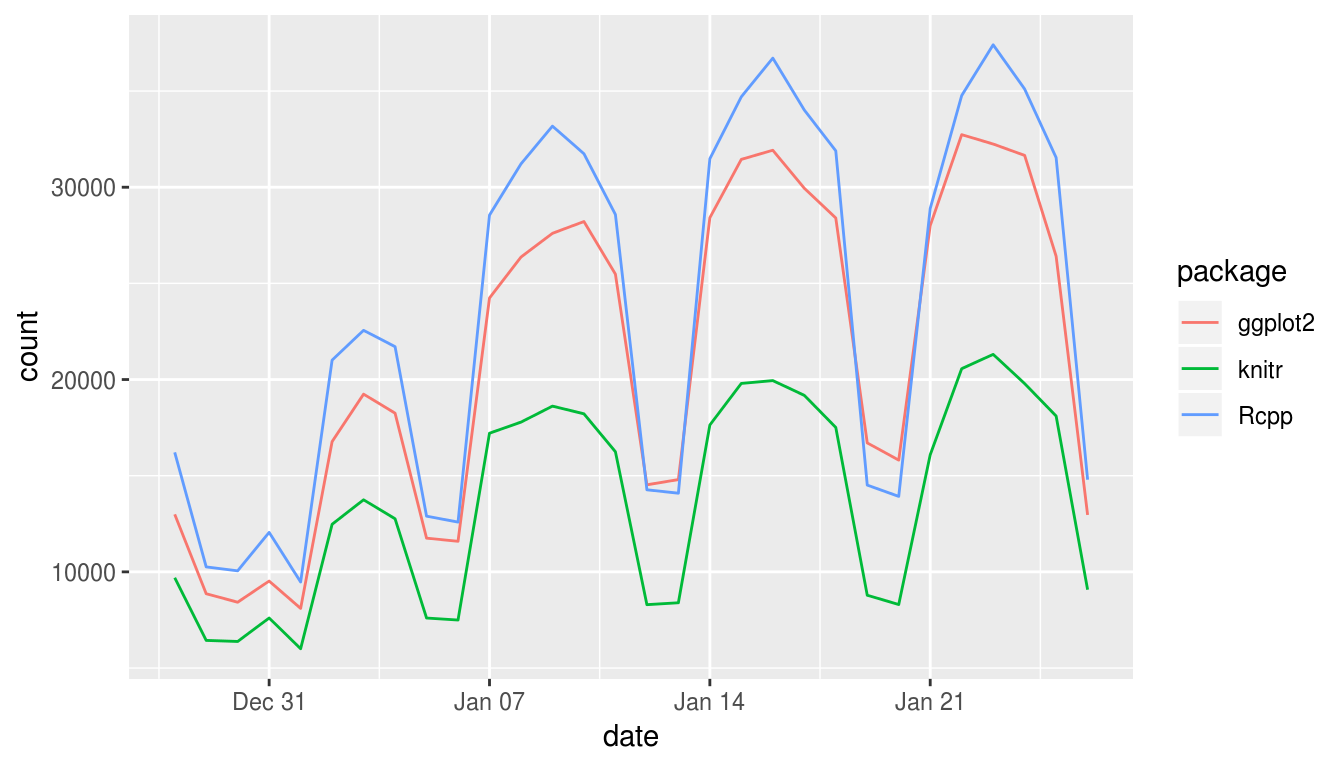 count
30000
20000
10000
Dec 31
Jan 07
Jan 14
Jan 21
date
package
ggplot2
knitr
Rcpp